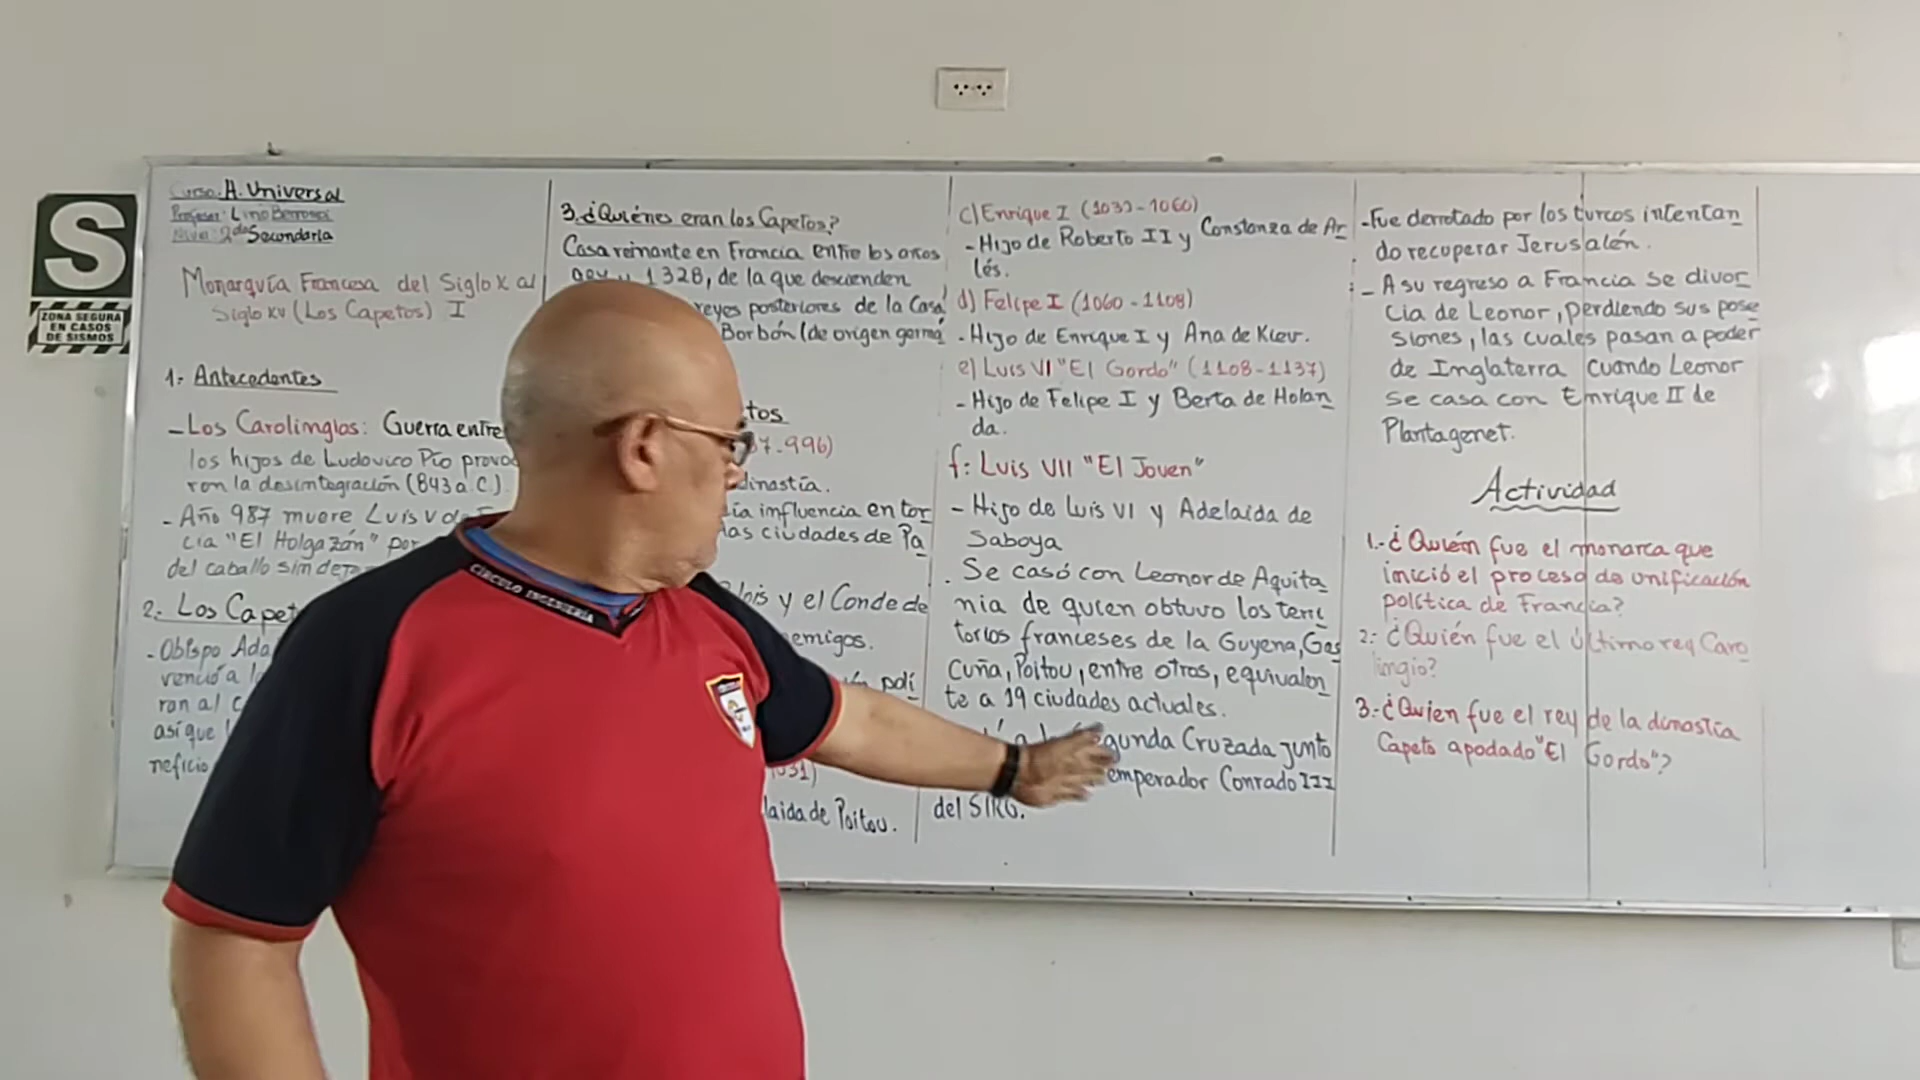 S
ZONA SEGURA
EN CASOS
DE SISMOS
Curso: H. Universal
Profesor: Lino
Nivel: 2do Secundaria
Monarquía Francesa del Siglo X al
Siglo XV (Los Capetos) I
1: Antecedentes
- Los Carolingios: Guerra entre
los hijos de Ludovico Pío provoca
ron la desintegración (843 a.C.).
- Año 987 muere Luis V de
cia "El Holgazán" por
del caballo sin
2. Los
- Obispo
venció a
ron al
así que
neficio
3. ¿Quiénes eran los Capetos?
Casa reinante en Francia entre los años
1328, de la que descienden
reyes posteriores de la Casa
Borbón (de origen germá
tos
-996)
dinastía.
influencia en tor
las ciudades de Pa
y el Conde de
emigos.
polí
1031)
laida de Poitou.
c) Enrique I (1031-1060)
- Hijo de Roberto II y Constanza de Ar
lés.
d) Felipe I (1060-1108)
- Hijo de Enrique I y Ana de Kiev.
e) Luis VI "El Gordo" (1108-1137)
- Hijo de Felipe I y Berta de Holan
da.
f: Luis VII "El Joven"
- Hijo de Luis VI y Adelaida de
Saboya
. Se casó con Leonor de Aquita
nia de quien obtuvo los terri
torios franceses de la Guyena, Gas
cuña, Poitou, entre otros, equivalen
te a 19 ciudades actuales.
Segunda Cruzada junto
emperador Conrado III
del SIRG.
- Fue derrotado por los turcos intentan
do recuperar Jerusalén.
- A su regreso a Francia se divor
cia de Leonor, perdiendo sus pose
siones, las cuales pasan a poder
de Inglaterra cuando Leonor
se casa con Enrique II de
Plantagenet.
Actividad
1.- ¿Quién fue el monarca que
inició el proceso de unificación
política de Francia?
2.- ¿Quién fue el último rey Caro
lingio?
3.- ¿Quien fue el rey de la dinastía
Capeto apodado "El Gordo"?
CÍRCULO INGENIERÍA